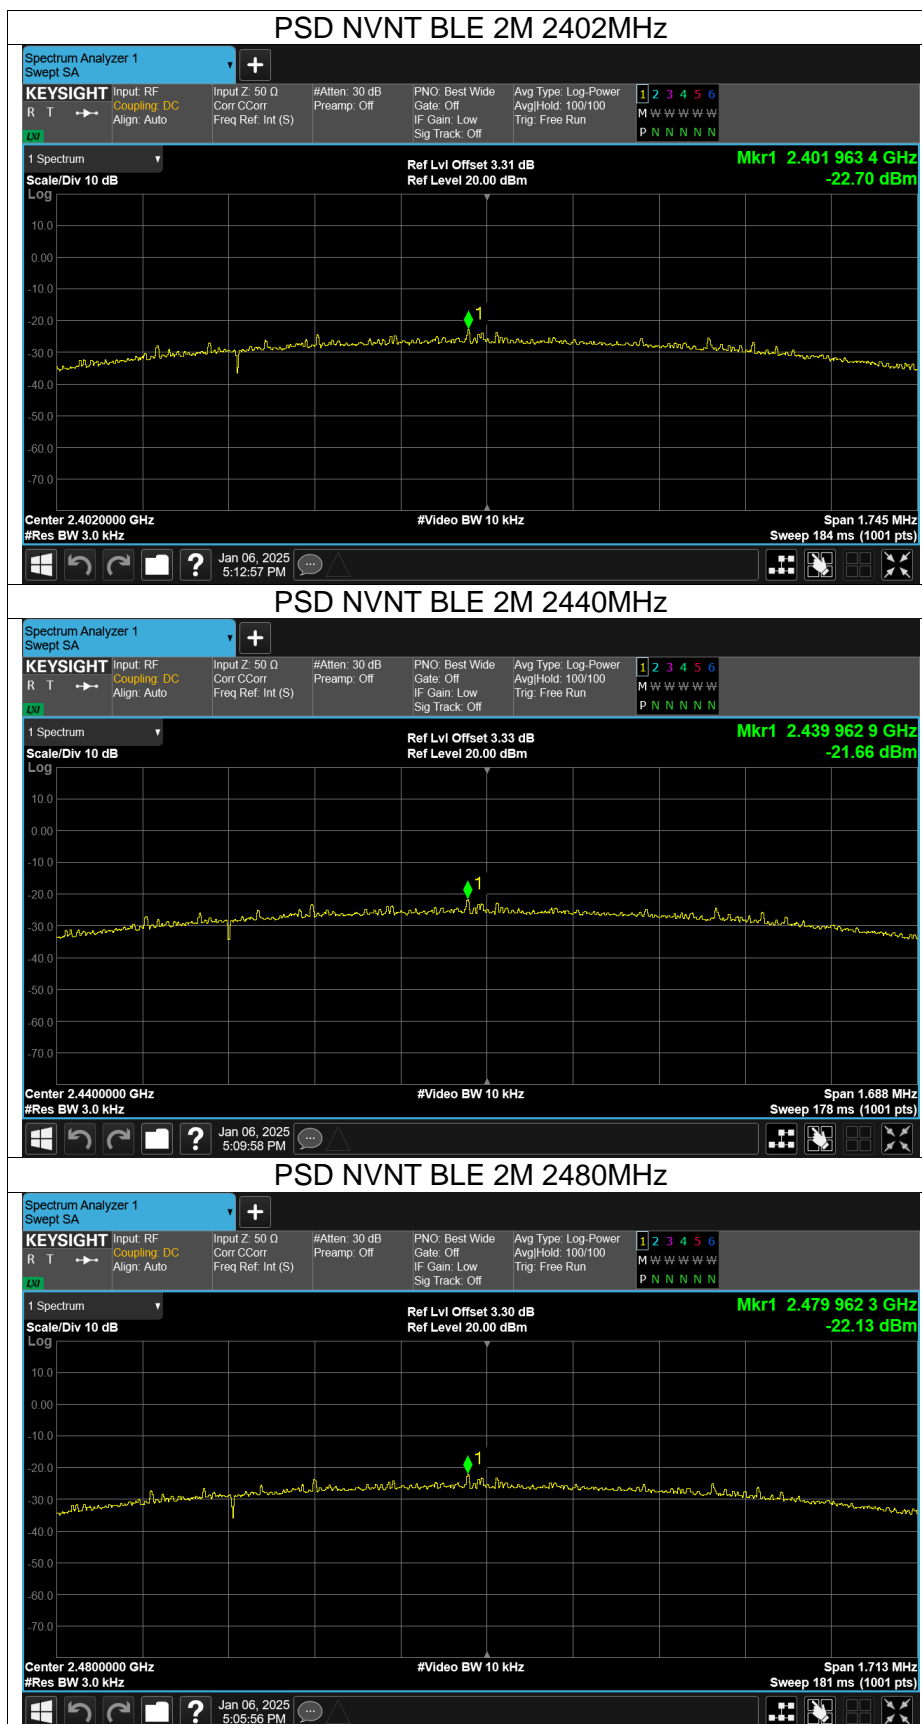 PSD NVNT BLE 2M 2402MHz
Spectrum Analyzer 1
Swept SA
KEYSIGHT
R T
LXI
Input: RF
Coupling: DC
Align: Auto
Input Z: 50 Ω
Corr CCorr
Freq Ref: Int (S)
#Atten: 30 dB
Preamp: Off
PNO: Best Wide
Gate: Off
IF Gain: Low
Sig Track: Off
Avg Type: Log-Power
Avg|Hold: 100/100
Trig: Free Run
1 2 3 4 5 6
M W W W W W
P N N N N N
1 Spectrum
Scale/Div 10 dB
Ref Lvl Offset 3.31 dB
Ref Level 20.00 dBm
Mkr1 2.401 963 4 GHz
-22.70 dBm
Log
10.0
0.00
-10.0
-20.0
-30.0
-40.0
-50.0
-60.0
-70.0
1
Center 2.4020000 GHz
#Res BW 3.0 kHz
#Video BW 10 kHz
Span 1.745 MHz
Sweep 184 ms (1001 pts)
Jan 06, 2025
5:12:57 PM
PSD NVNT BLE 2M 2440MHz
Spectrum Analyzer 1
Swept SA
KEYSIGHT
R T
LXI
Input: RF
Coupling: DC
Align: Auto
Input Z: 50 Ω
Corr CCorr
Freq Ref: Int (S)
#Atten: 30 dB
Preamp: Off
PNO: Best Wide
Gate: Off
IF Gain: Low
Sig Track: Off
Avg Type: Log-Power
Avg|Hold: 100/100
Trig: Free Run
1 2 3 4 5 6
M W W W W W
P N N N N N
1 Spectrum
Scale/Div 10 dB
Ref Lvl Offset 3.33 dB
Ref Level 20.00 dBm
Mkr1 2.439 962 9 GHz
-21.66 dBm
Log
10.0
0.00
-10.0
-20.0
-30.0
-40.0
-50.0
-60.0
-70.0
1
Center 2.4400000 GHz
#Res BW 3.0 kHz
#Video BW 10 kHz
Span 1.688 MHz
Sweep 178 ms (1001 pts)
Jan 06, 2025
5:09:58 PM
PSD NVNT BLE 2M 2480MHz
Spectrum Analyzer 1
Swept SA
KEYSIGHT
R T
LXI
Input: RF
Coupling: DC
Align: Auto
Input Z: 50 Ω
Corr CCorr
Freq Ref: Int (S)
#Atten: 30 dB
Preamp: Off
PNO: Best Wide
Gate: Off
IF Gain: Low
Sig Track: Off
Avg Type: Log-Power
Avg|Hold: 100/100
Trig: Free Run
1 2 3 4 5 6
M W W W W W
P N N N N N
1 Spectrum
Scale/Div 10 dB
Ref Lvl Offset 3.30 dB
Ref Level 20.00 dBm
Mkr1 2.479 962 3 GHz
-22.13 dBm
Log
10.0
0.00
-10.0
-20.0
-30.0
-40.0
-50.0
-60.0
-70.0
1
Center 2.4800000 GHz
#Res BW 3.0 kHz
#Video BW 10 kHz
Span 1.713 MHz
Sweep 181 ms (1001 pts)
Jan 06, 2025
5:05:56 PM